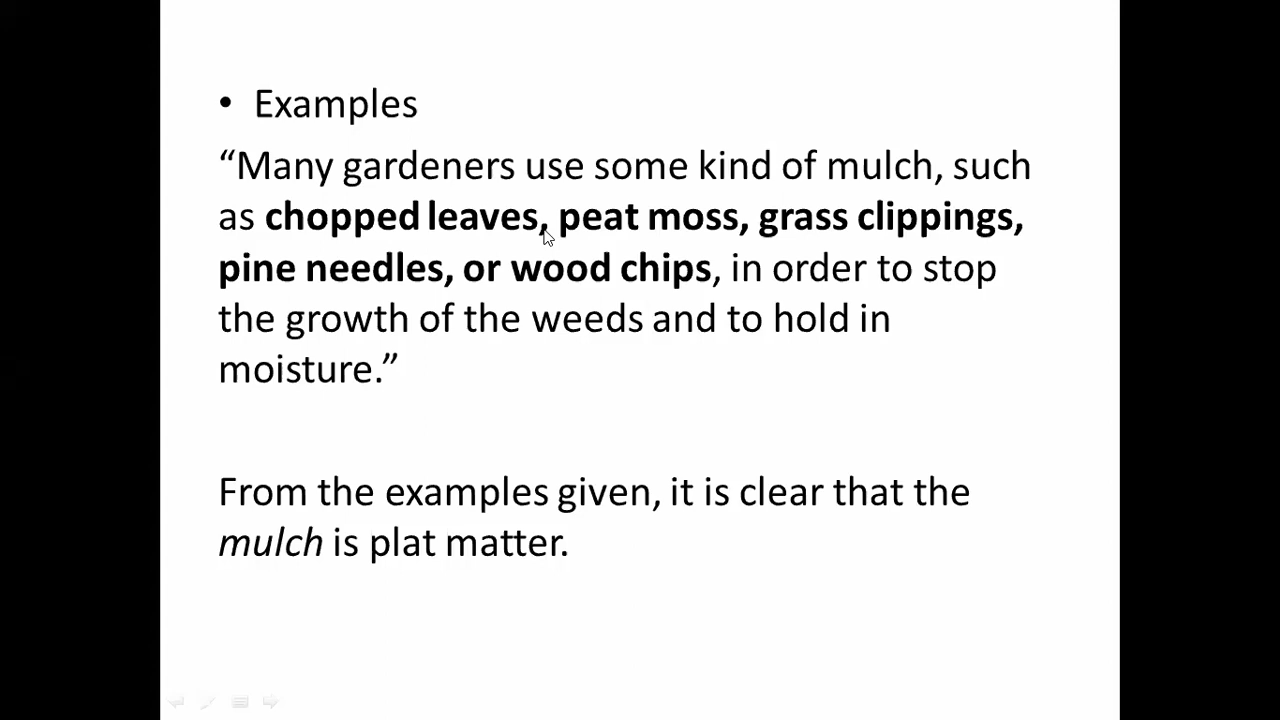 • Examples
“Many gardeners use some kind of mulch, such
as chopped leaves, peat moss, grass clippings,
pine needles, or wood chips, in order to stop
the growth of the weeds and to hold in
moisture.”
From the examples given, it is clear that the
mulch is plat matter.